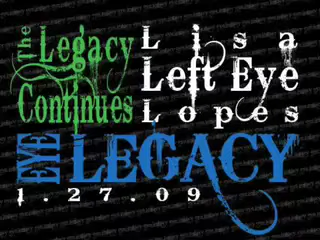 The Legacy Continues
Lisa
Left Eye
Lopes
EYE LEGACY
1.27.09